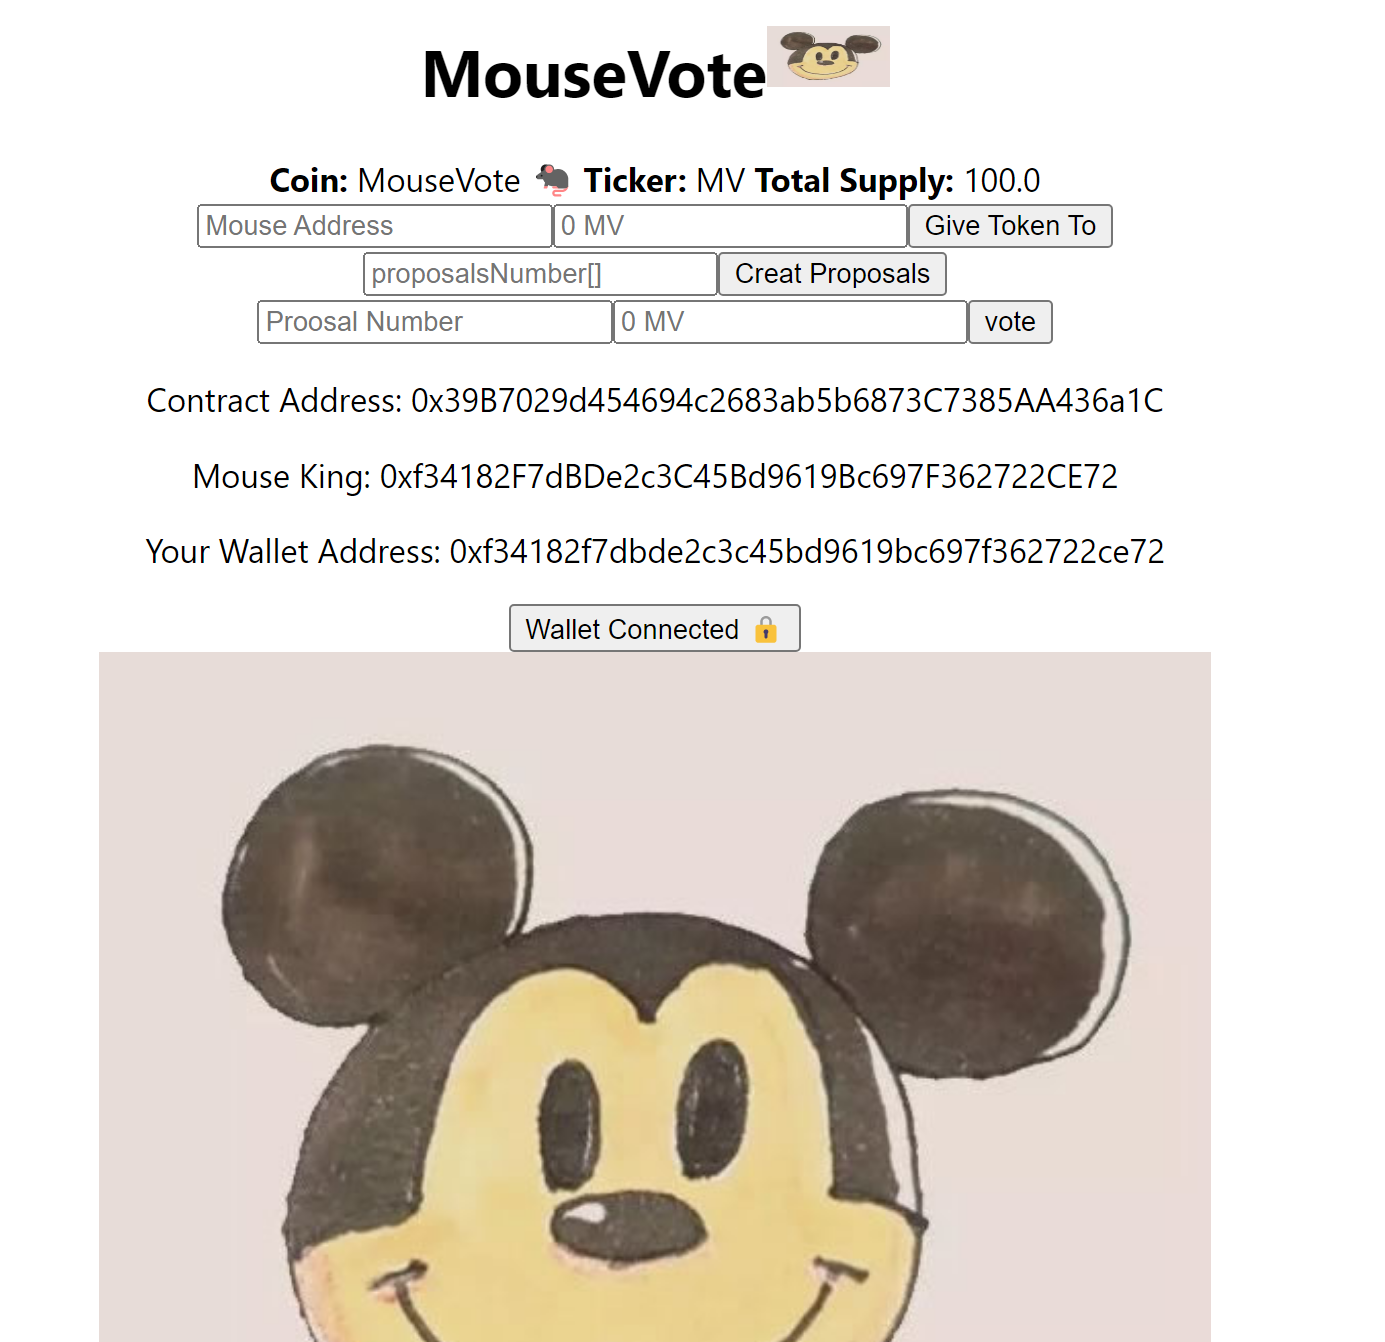 MouseVote
Coin: MouseVote 🐁 Ticker: MV Total Supply: 100.0
Mouse Address 0 MV Give Token To
proposalsNumber[] Creat Proposals
Proosal Number 0 MV vote
Contract Address: 0x39B7029d454694c2683ab5b6873C7385AA436a1C
Mouse King: 0xf34182F7dBDe2c3C45Bd9619Bc697F362722CE72
Your Wallet Address: 0xf34182f7dbde2c3c45bd9619bc697f362722ce72
Wallet Connected 🔒